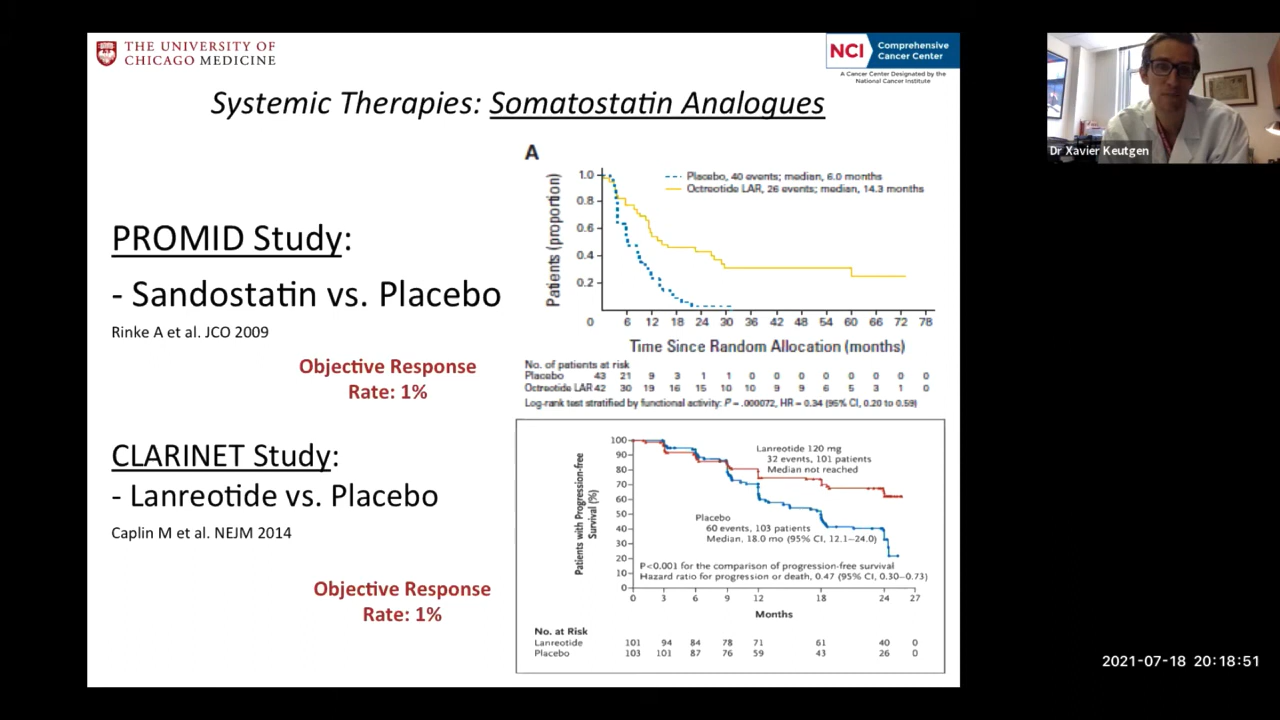 THE UNIVERSITY OF
CHICAGO MEDICINE
NCI
Comprehensive
Cancer Center
A Cancer Center Designated by the
National Cancer Institute
Systemic Therapies: Somatostatin Analogues
PROMID Study:
- Sandostatin vs. Placebo
Rinke A et al. JCO 2009
Objective Response
Rate: 1%
CLARINET Study:
- Lanreotide vs. Placebo
Caplin M et al. NEJM 2014
Objective Response
Rate: 1%
A
Placebo, 40 events; median, 6.0 months
Octreotide LAR, 26 events; median, 14.3 months
Patients (proportion)
1.0
0.8
0.6
0.4
0.2
0 6 12 18 24 30 36 42 48 54 60 66 72 78
Time Since Random Allocation (months)
No. of patients at risk
Placebo 43 21 9 3 1 1 0 0 0 0 0 0 0 0
Octreotide LAR 42 30 19 16 15 10 10 9 9 6 5 3 1 0
Log-rank test stratified by functional activity: P = .000072, HR = 0.34 (95% CI, 0.20 to 0.59)
Patients with Progression-free
Survival (%)
100
90
80
70
60
50
40
30
20
10
0
Lanreotide 120 mg
32 events, 101 patients
Median not reached
Placebo
60 events, 103 patients
Median, 18.0 mo (95% CI, 12.1–24.0)
P<0.001 for the comparison of progression-free survival
Hazard ratio for progression or death, 0.47 (95% CI, 0.30–0.73)
0 3 6 9 12 18 24 27
Months
No. at Risk
Lanreotide 101 94 84 78 71 61 40 0
Placebo 103 101 87 76 59 43 26 0
Dr Xavier Keutgen
2021-07-18 20:18:51